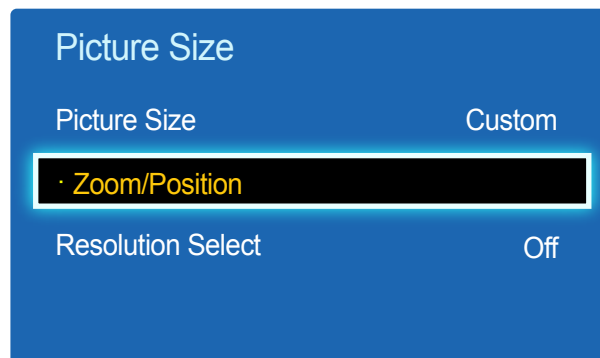 Picture Size
Picture Size Custom
· Zoom/Position
Resolution Select Off